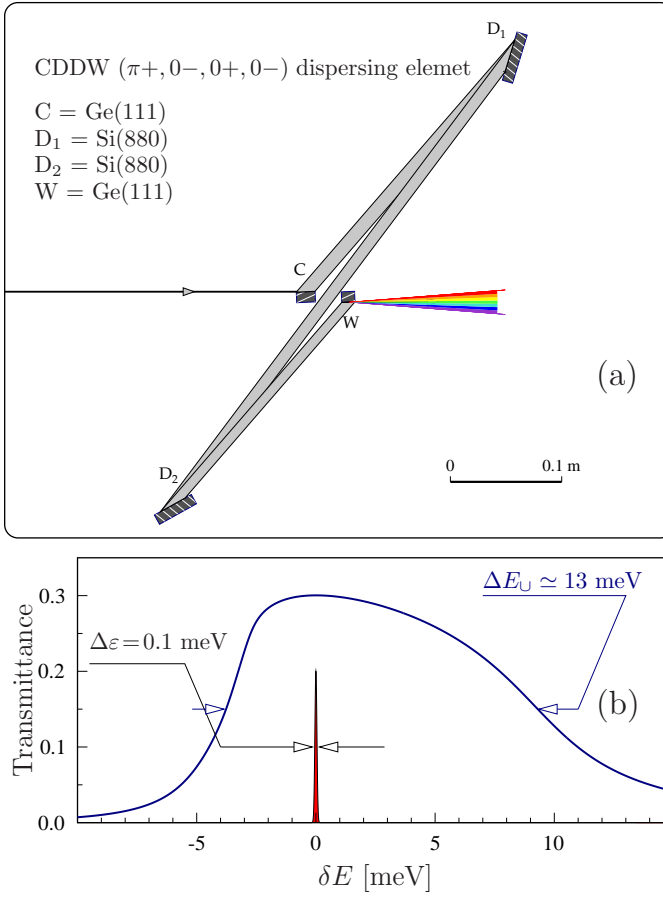 D₁
CDDW (π+, 0−, 0+, 0−) dispersing elemet
C = Ge(111)
D₁ = Si(880)
D₂ = Si(880)
W = Ge(111)
C
W
(a)
D₂
0 0.1 m
0.3
0.2
0.1
0.0
Transmittance
ΔE∪ ≃ 13 meV
Δε=0.1 meV
(b)
-5 0 5 10
δE [meV]